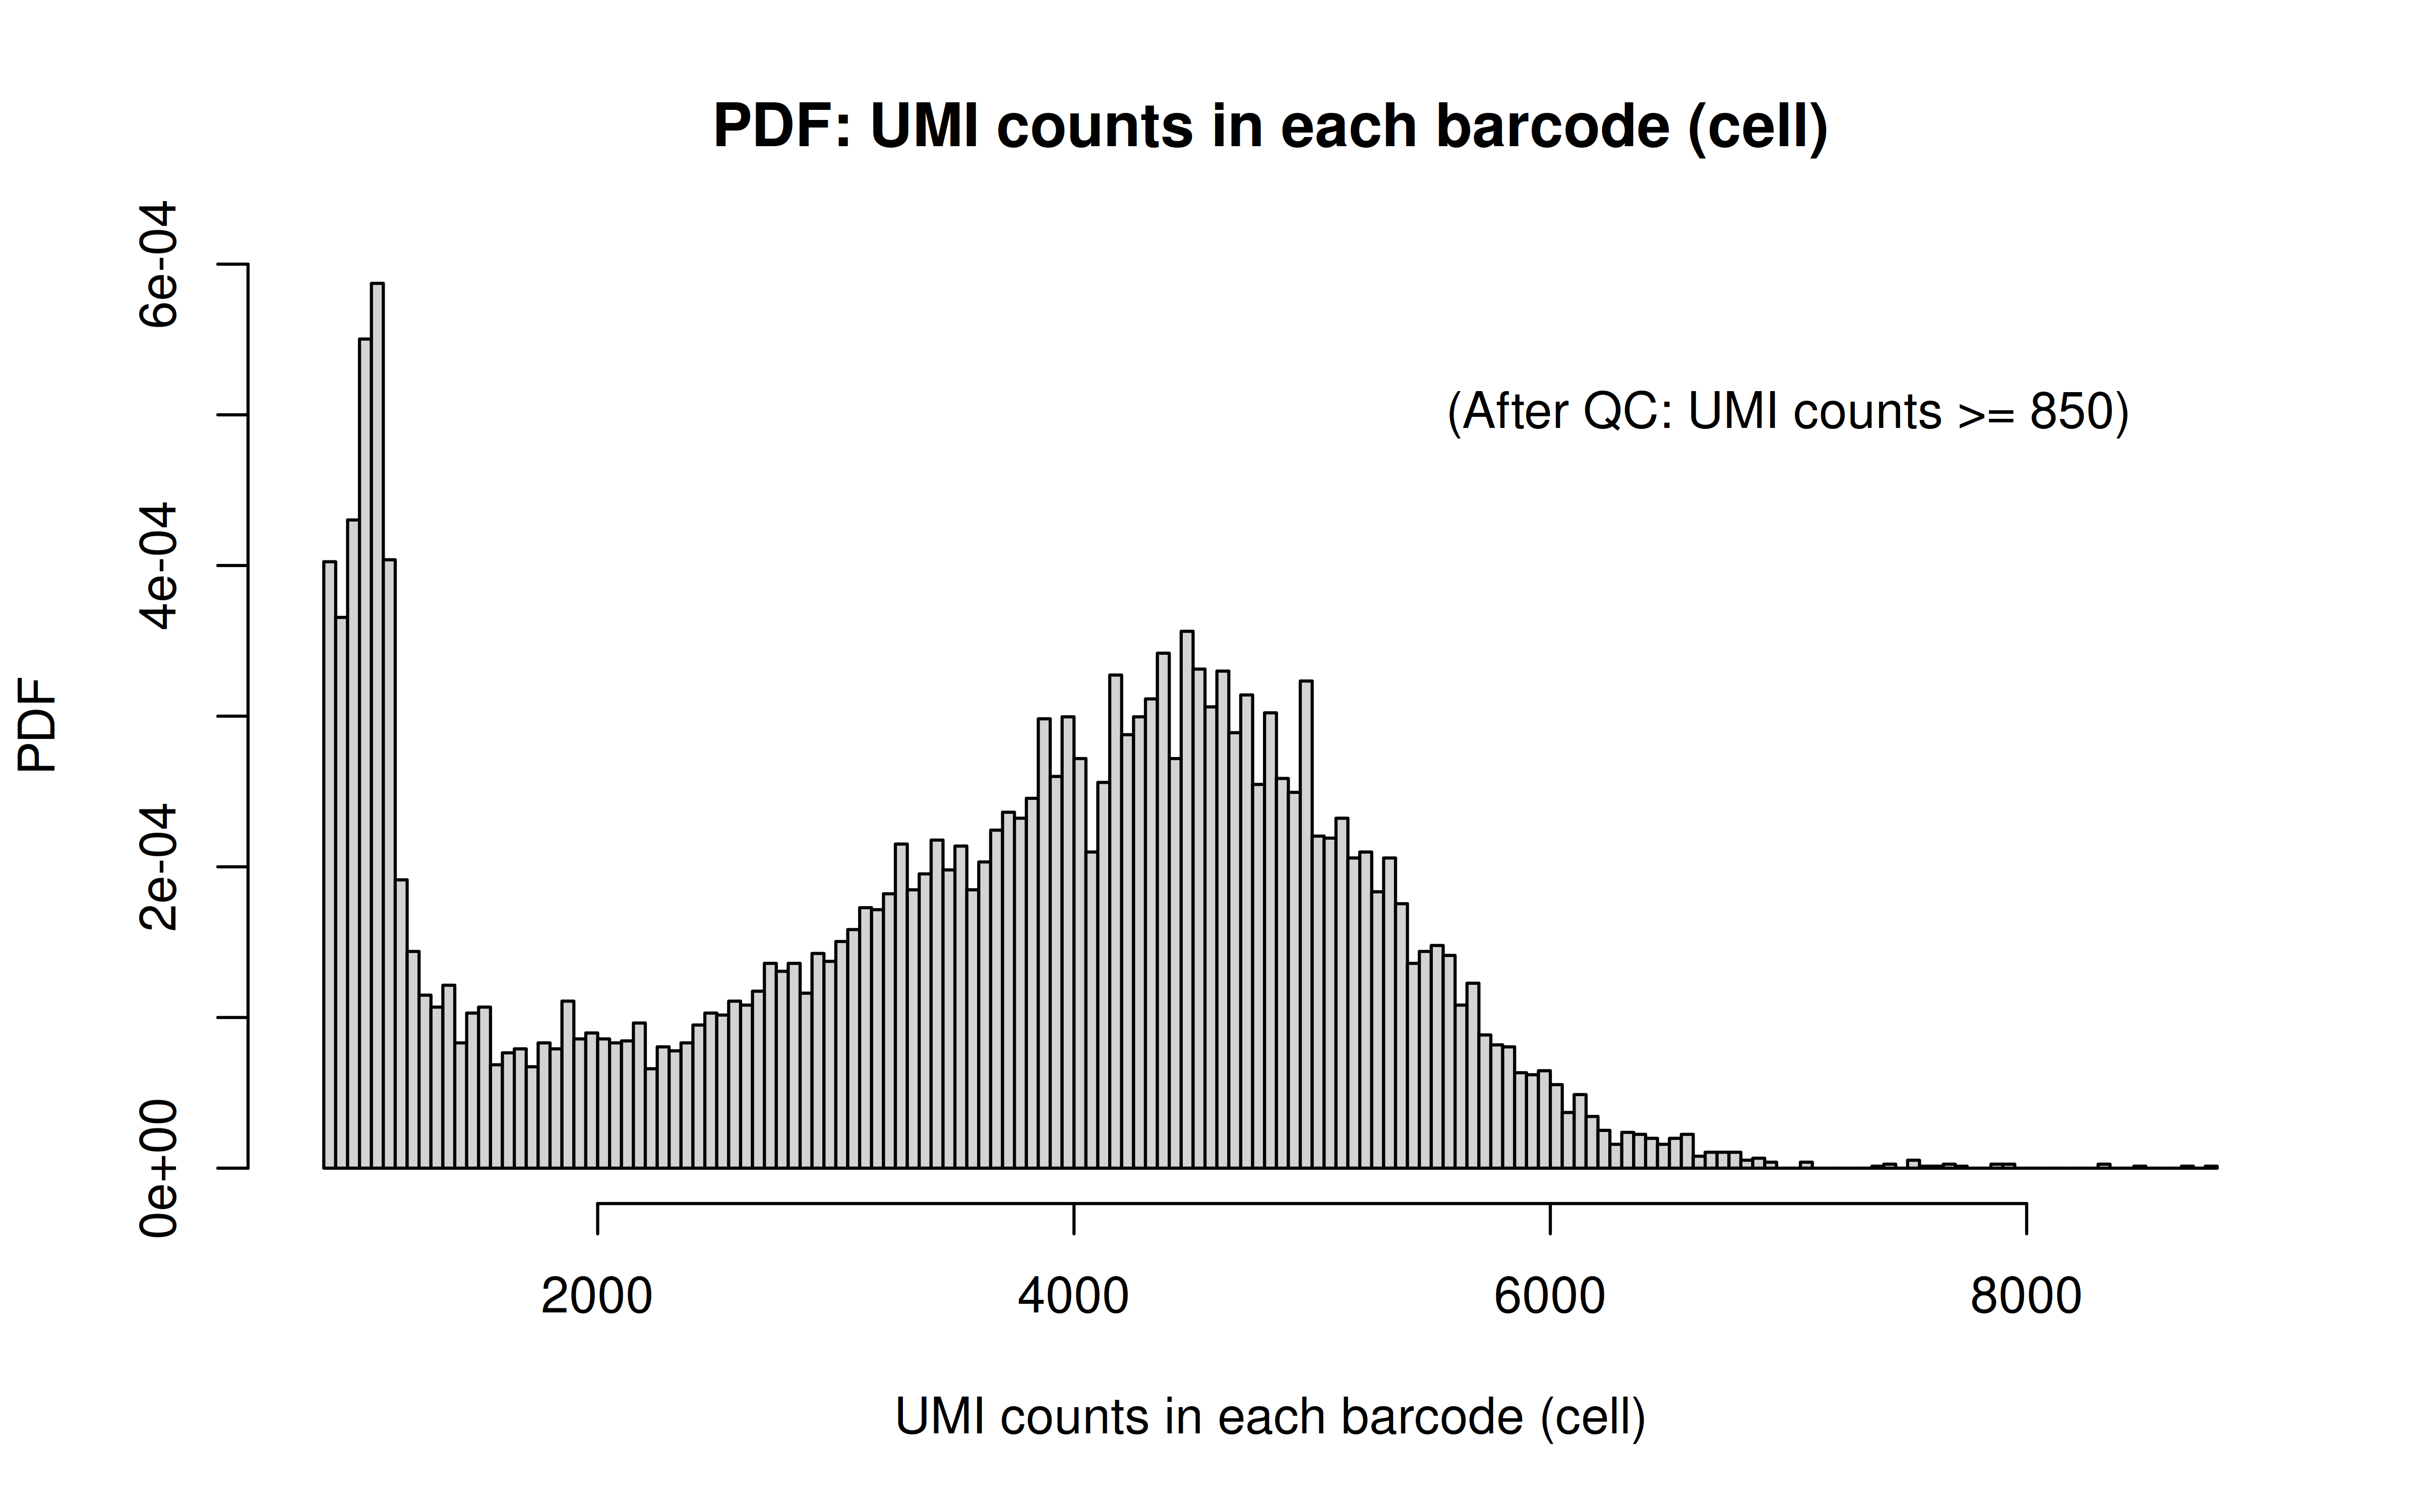 PDF: UMI counts in each barcode (cell)
(After QC: UMI counts >= 850)
PDF
6e-04
4e-04
2e-04
0e+00
2000 4000 6000 8000
UMI counts in each barcode (cell)